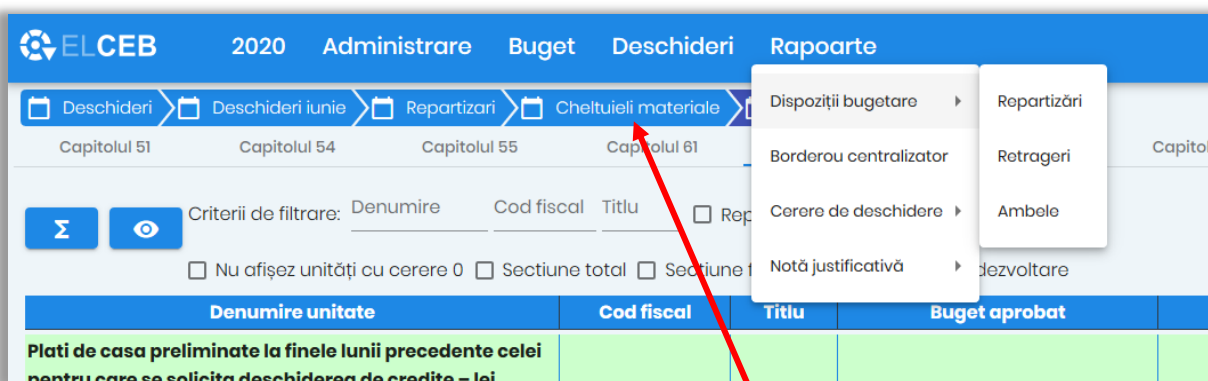 ELCEB 2020 Administrare Buget Deschideri Rapoarte
Deschideri Deschideri iunie Repartizari Cheltuieli materiale
Dispoziții bugetare Repartizări
Capitolul 51 Capitolul 54 Capitolul 55 Capitolul 61
Borderou centralizator Retrageri
Criterii de filtrare: Denumire Cod fiscal Titlu
Cerere de deschidere Ambele
Σ
Nu afișez unități cu cerere 0 Sectiune total Sectiune
Notă justificativă dezvoltare
Denumire unitate Cod fiscal Titlu Buget aprobat
Plati de casa preliminate la finele lunii precedente celei
pentru care se solicita deschiderea de credite – lei